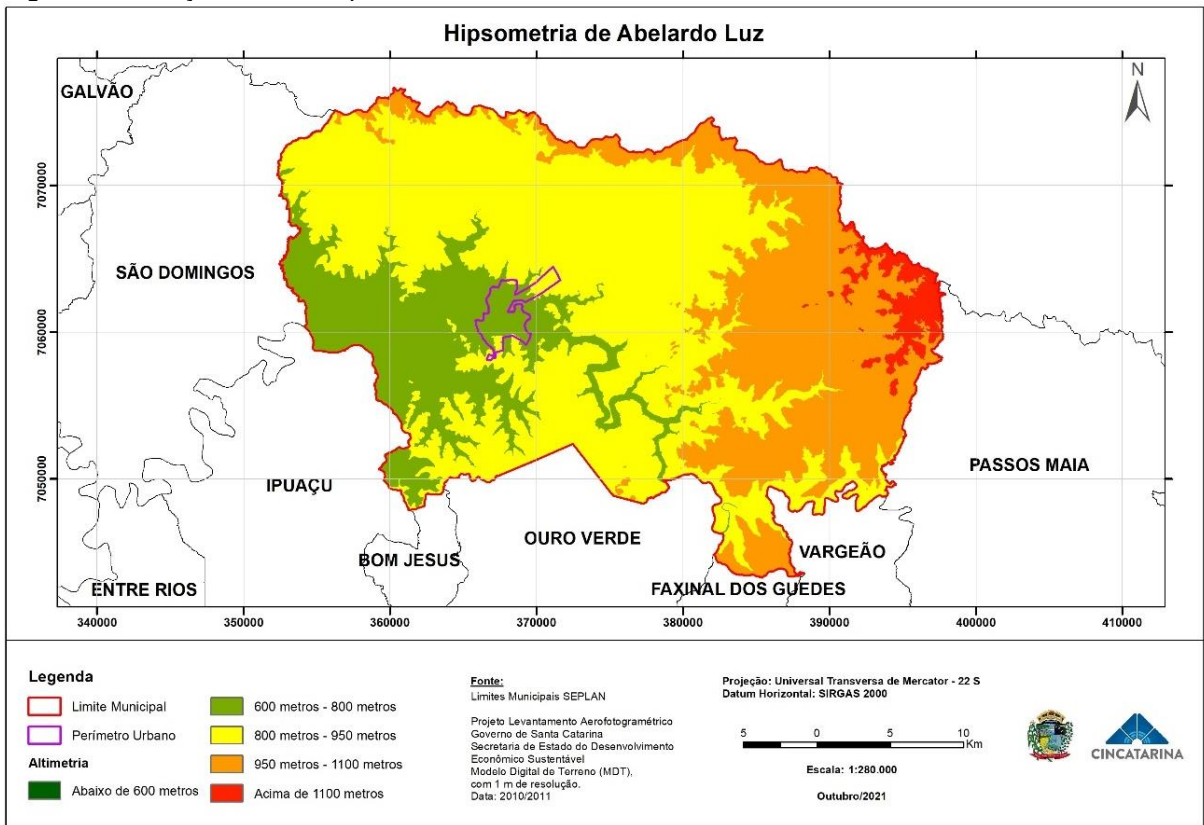 Hipsometria de Abelardo Luz
GALVÃO
N
7070000
7070000
SÃO DOMINGOS
7060000
7060000
PASSOS MAIA
7050000
7050000
IPUAÇU
OURO VERDE
VARGEÃO
BOM JESUS
ENTRE RIOS
FAXINAL DOS GUEDES
340000 350000 360000 370000 380000 390000 400000 410000
Legenda
Limite Municipal
Perímetro Urbano
Altimetria
Abaixo de 600 metros
600 metros - 800 metros
800 metros - 950 metros
950 metros - 1100 metros
Acima de 1100 metros
Fonte:
Limites Municipais SEPLAN
Projeto Levantamento Aerofotogramétrico
Governo de Santa Catarina
Secretaria de Estado do Desenvolvimento
Econômico Sustentável
Modelo Digital de Terreno (MDT),
com 1 m de resolução.
Data: 2010/2011
Projeção: Universal Transversa de Mercator - 22 S
Datum Horizontal: SIRGAS 2000
5 0 5 10
Km
Escala: 1:280.000
Outubro/2021
CINCATARINA